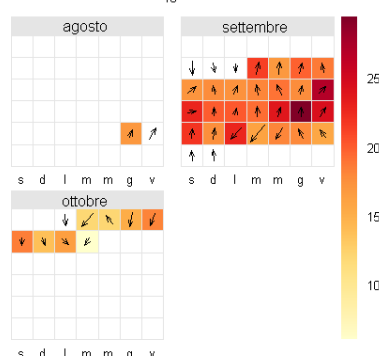 agosto settembre
25
20
s d l m m g v s d l m m g v
ottobre
15
10
s d l m m g v